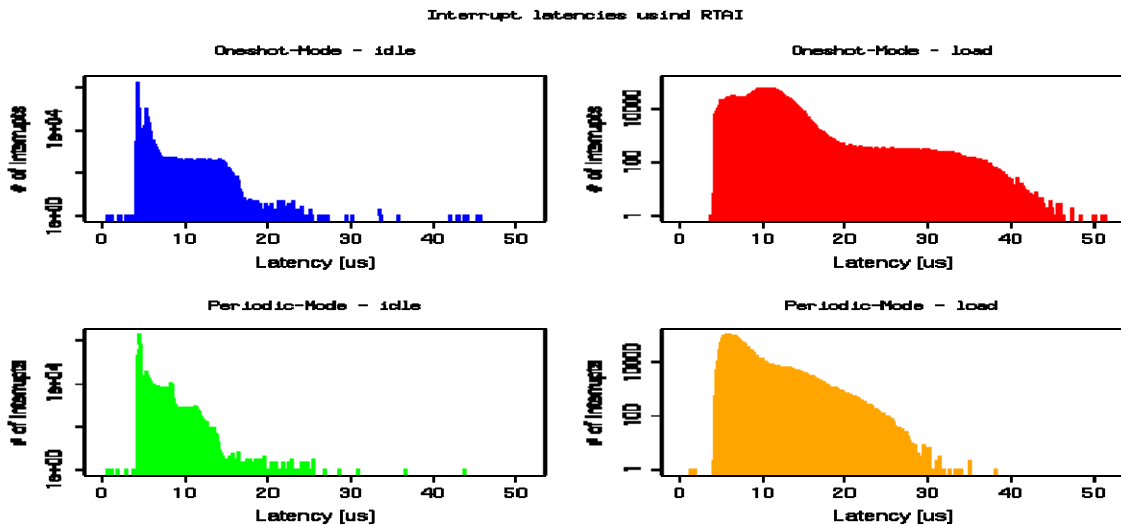 Interrupt latencies usind RTAI
Oneshot-Mode - idle
# of Interrupts
1e+00 1e+04
0 10 20 30 40 50
Latency [us]
Oneshot-Mode - load
# of Interrupts
1 100 10000
0 10 20 30 40 50
Latency [us]
Periodic-Mode - idle
# of Interrupts
1e+00 1e+04
0 10 20 30 40 50
Latency [us]
Periodic-Mode - load
# of Interrupts
1 100 10000
0 10 20 30 40 50
Latency [us]